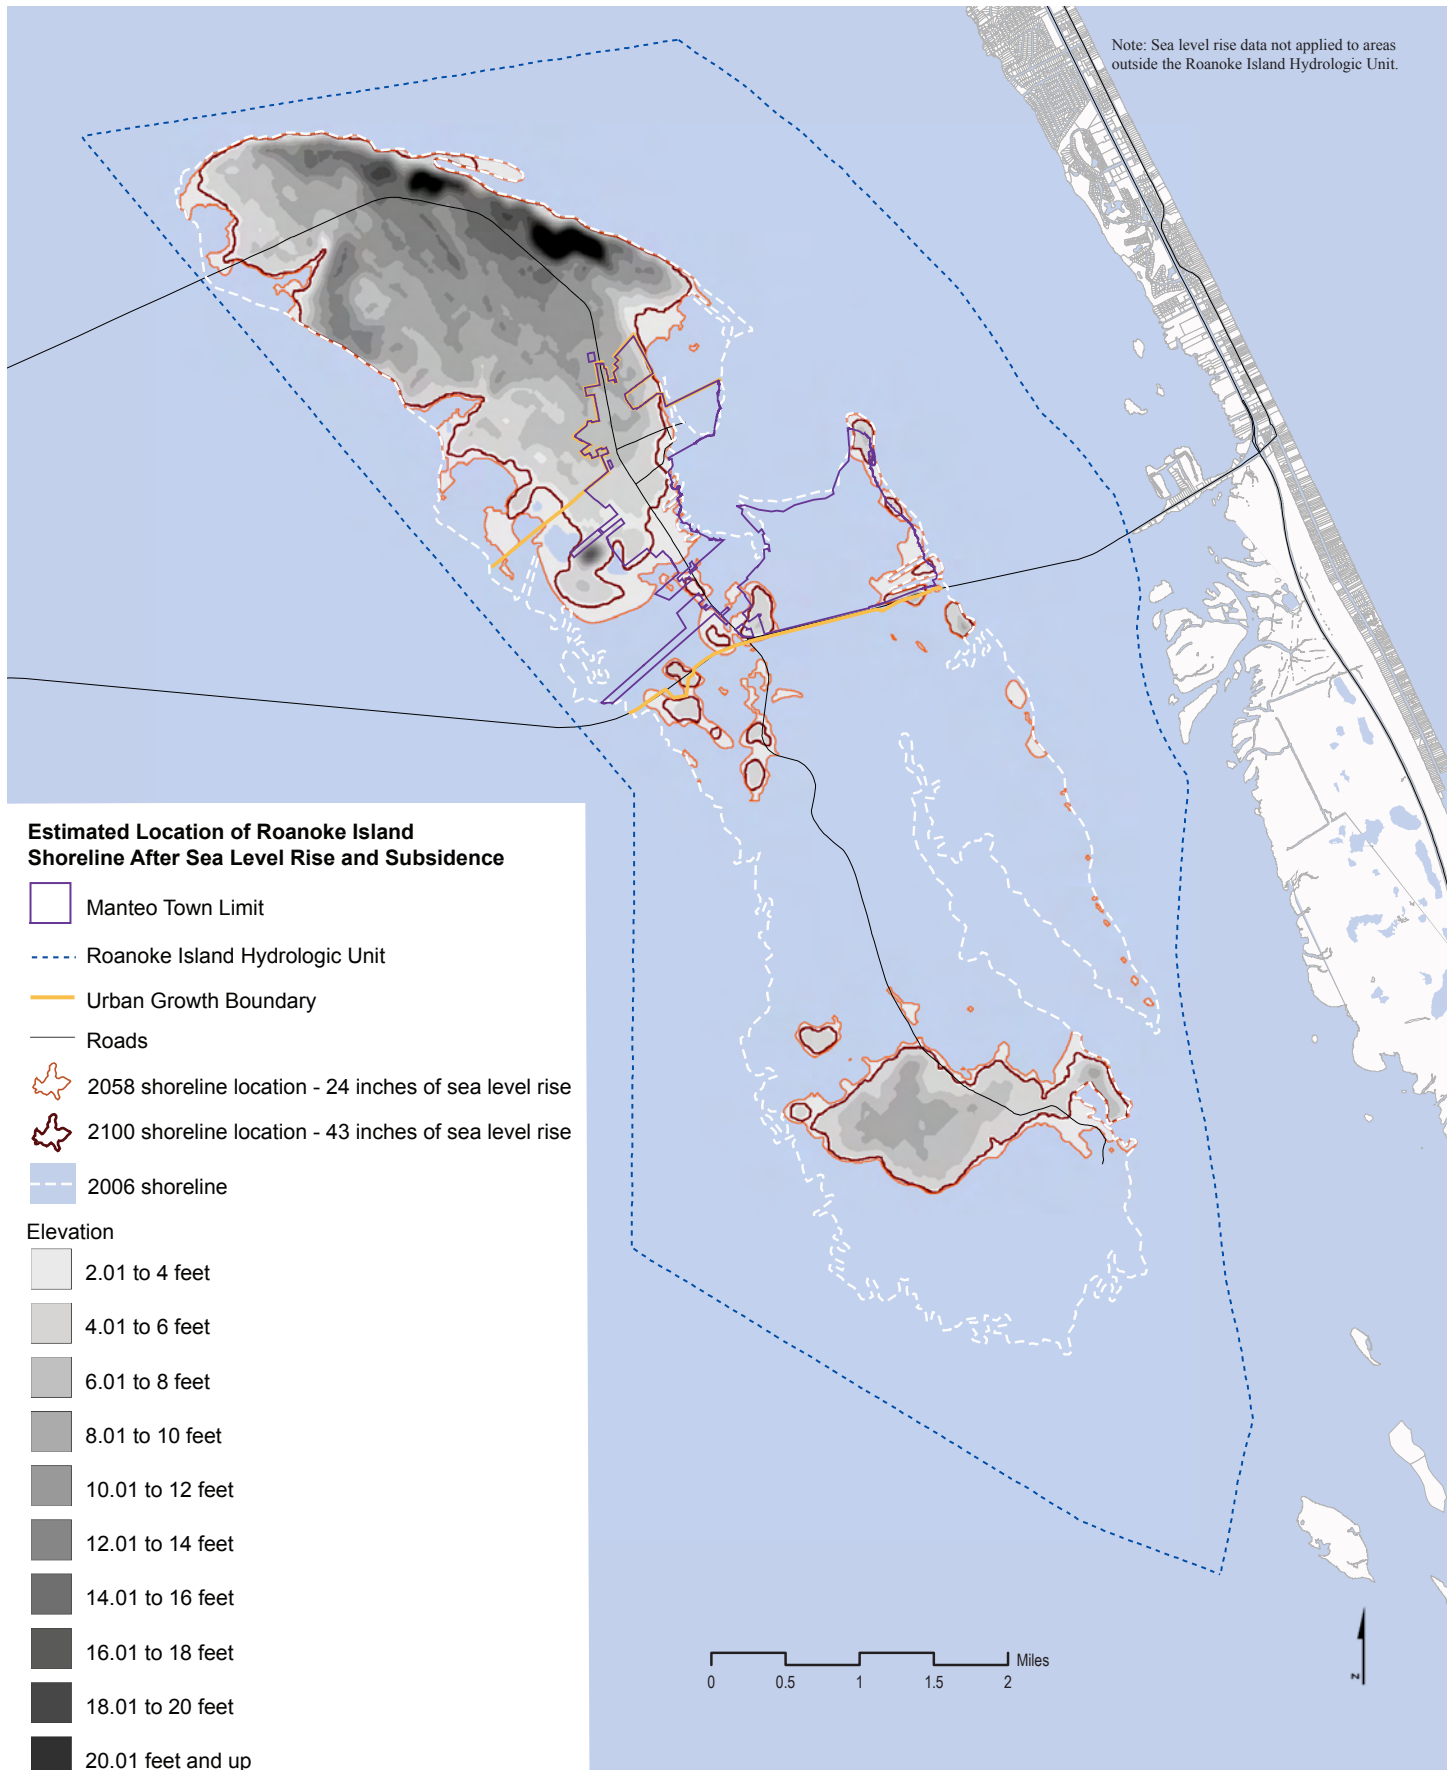 Note: Sea level rise data not applied to areas
outside the Roanoke Island Hydrologic Unit.
Estimated Location of Roanoke Island
Shoreline After Sea Level Rise and Subsidence
Manteo Town Limit
Roanoke Island Hydrologic Unit
Urban Growth Boundary
Roads
2058 shoreline location - 24 inches of sea level rise
2100 shoreline location - 43 inches of sea level rise
2006 shoreline
Elevation
2.01 to 4 feet
4.01 to 6 feet
6.01 to 8 feet
8.01 to 10 feet
10.01 to 12 feet
12.01 to 14 feet
14.01 to 16 feet
16.01 to 18 feet
18.01 to 20 feet
20.01 feet and up
Miles
0 0.5 1 1.5 2
N